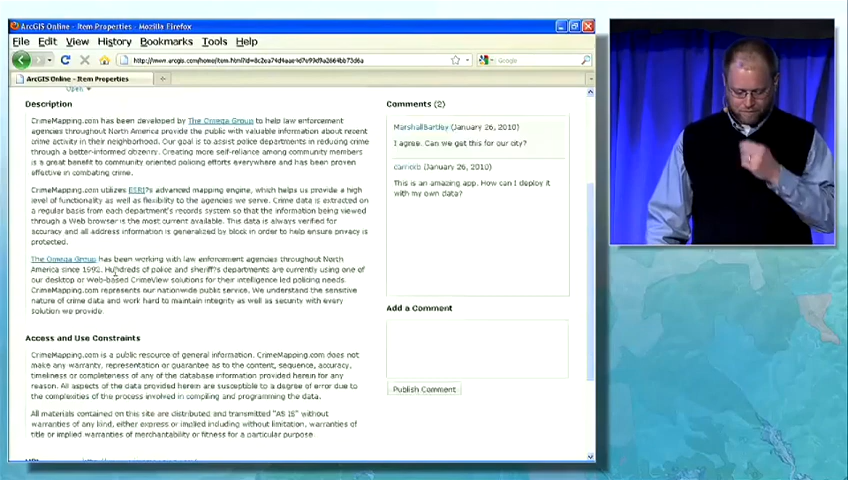 ArcGIS Online - Item Properties - Mozilla Firefox
File Edit View History Bookmarks Tools Help
http://www.arcgis.com/home/item.html?id=
Google
ArcGIS Online - Item Properties
Open
Description
CrimeMapping.com has been developed by The Omega Group to help law enforcement
agencies throughout North America provide the public with valuable information about recent
crime activity in their neighborhood. Our goal is to assist police departments in reducing crime
through a better-informed citizenry. Creating more self-reliance among community members
is a great benefit to community oriented policing efforts everywhere and has been proven
effective in combating crime.
CrimeMapping.com utilizes ESRI?s advanced mapping engine, which helps us provide a high
level of functionality as well as flexibility to the agencies we serve. Crime data is extracted on
a regular basis from each department's records system so that the information being viewed
through a Web browser is the most current available. This data is always verified for
accuracy and all address information is generalized by block in order to help ensure privacy is
protected.
The Omega Group has been working with law enforcement agencies throughout North
America since 1992. Hundreds of police and sheriff?s departments are currently using one of
our desktop or Web-based CrimeView solutions for their intelligence led policing needs.
CrimeMapping.com represents our nationwide public service. We understand the sensitive
nature of crime data and work hard to maintain integrity as well as security with every
solution we provide.
Access and Use Constraints
CrimeMapping.com is a public resource of general information. CrimeMapping.com does not
make any warranty, representation or guarantee as to the content, sequence, accuracy,
timeliness or completeness of any of the database information provided herein for any
reason. All aspects of the data provided herein are susceptible to a degree of error due to
the complexities of the process involved in compiling and programming the data.
All materials contained on this site are distributed and transmitted "AS IS" without
warranties of any kind, either express or implied including without limitation, warranties of
title or implied warranties of merchantability or fitness for a particular purpose.
Comments (2)
MarshallBartley (January 26, 2010)
I agree. Can we get this for our city?
carriorb (January 26, 2010)
This is an amazing app. How can I deploy it
with my own data?
Add a Comment
Publish Comment